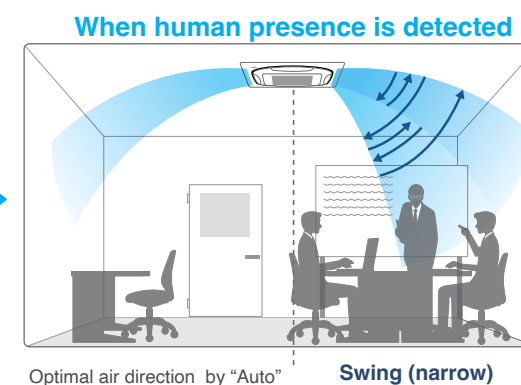 When human presence is detected
Optimal air direction by “Auto”
Swing (narrow)